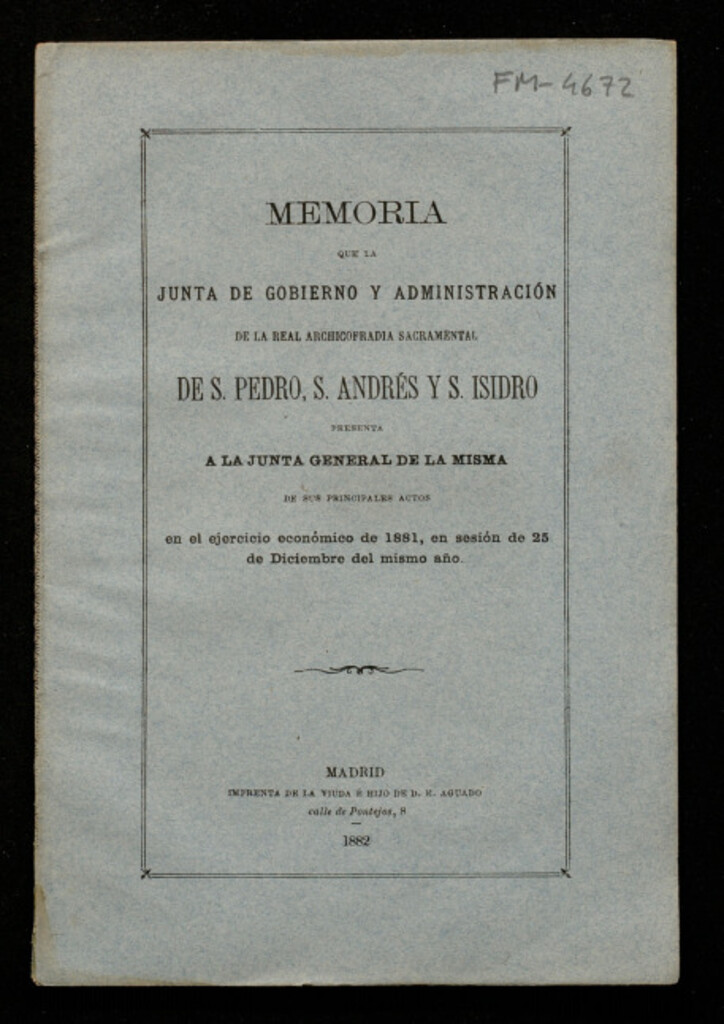 FM-4672
MEMORIA
QUE LA
JUNTA DE GOBIERNO Y ADMINISTRACIÓN
DE LA REAL ARCHICOFRADIA SACRAMENTAL
DE S. PEDRO, S. ANDRÉS Y S. ISIDRO
PRESENTA
A LA JUNTA GENERAL DE LA MISMA
DE SUS PRINCIPALES ACTOS
en el ejercicio económico de 1881, en sesión de 25
de Diciembre del mismo año.
MADRID
IMPRENTA DE LA VIUDA É HIJO DE D. E. AGUADO
calle de Pontejos, 8
1882